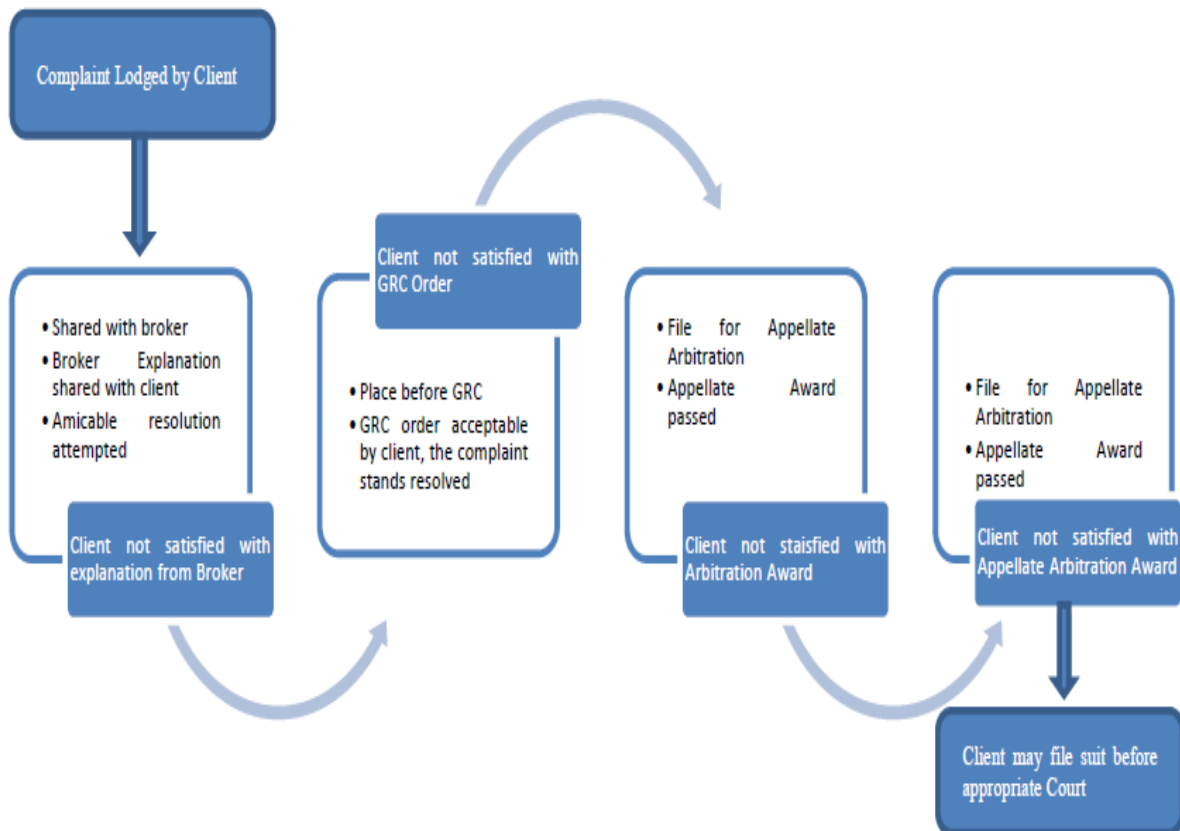 Complaint Lodged by Client
• Shared with broker
• Broker Explanation
shared with client
• Amicable resolution
attempted
Client not satisfied with
explanation from Broker
Client not satisfied with
GRC Order
• Place before GRC
• GRC order acceptable
by client, the complaint
stands resolved
• File for Appellate
Arbitration
• Appellate Award
passed
Client not staisfied with
Arbitration Award
• File for Appellate
Arbitration
• Appellate Award
passed
Client not satisfied with
Appellate Arbitration Award
Client may file suit before
appropriate Court